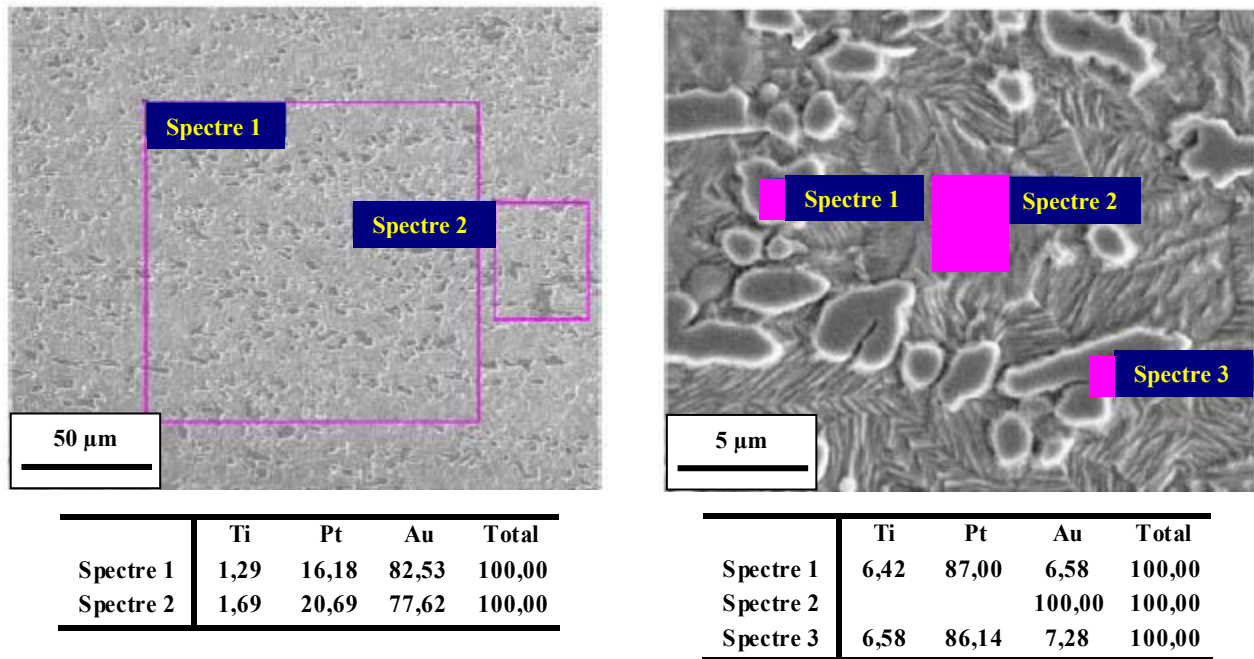 Spectre 1
Spectre 2
50 µm
Ti Pt Au Total
Spectre 1 1,29 16,18 82,53 100,00
Spectre 2 1,69 20,69 77,62 100,00
Spectre 1
Spectre 2
Spectre 3
5 µm
Ti Pt Au Total
Spectre 1 6,42 87,00 6,58 100,00
Spectre 2 100,00 100,00
Spectre 3 6,58 86,14 7,28 100,00